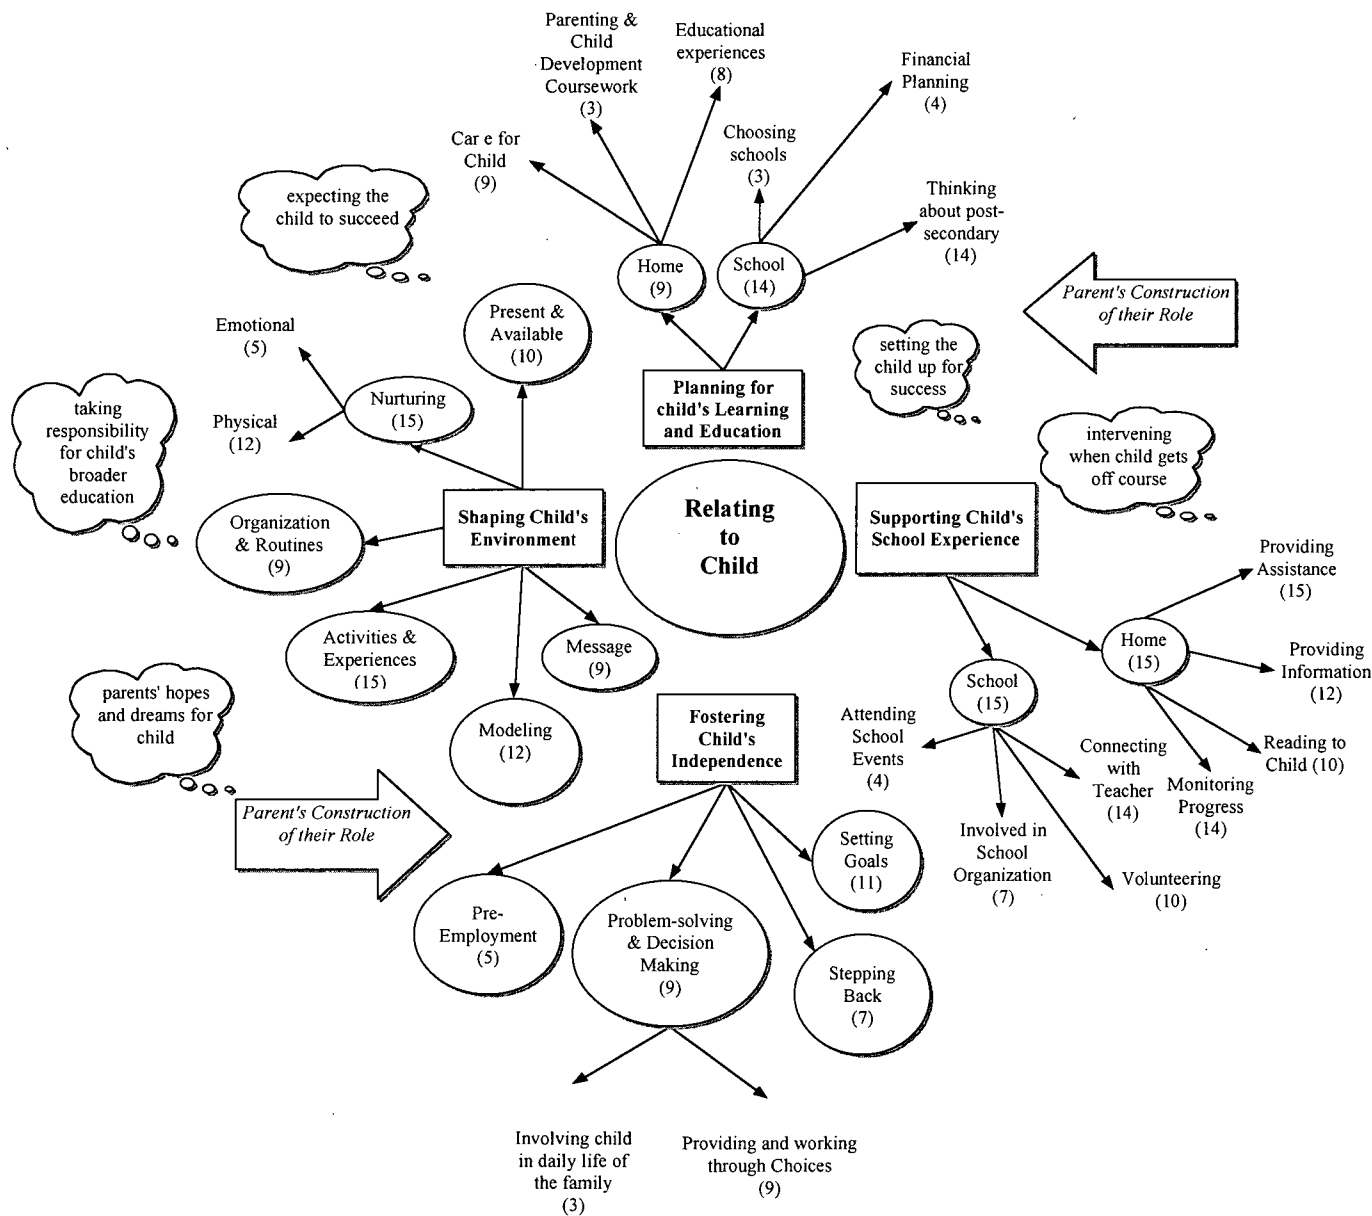 Parenting &
Child
Development
Coursework
(3)
Educational
experiences
(8)
Financial
Planning
(4)
Car e for
Child
(9)
Choosing
schools
(3)
Thinking
about post-
secondary
(14)
expecting the
child to succeed
Home
(9)
School
(14)
Parent's Construction
of their Role
Present &
Available
(10)
Emotional
(5)
setting the
child up for
success
Nurturing
(15)
Physical
(12)
Planning for
child's Learning
and Education
taking
responsibility
for child's
broader
education
intervening
when child gets
off course
Organization
& Routines
(9)
Shaping Child's
Environment
Relating
to
Child
Supporting Child's
School Experience
Providing
Assistance
(15)
Activities &
Experiences
(15)
Message
(9)
Home
(15)
Providing
Information
(12)
School
(15)
parents' hopes
and dreams for
child
Modeling
(12)
Fostering
Child's
Independence
Attending
School
Events
(4)
Connecting
with
Teacher
(14)
Reading to
Child (10)
Monitoring
Progress
(14)
Parent's Construction
of their Role
Setting
Goals
(11)
Involved in
School
Organization
(7)
Volunteering
(10)
Pre-
Employment
(5)
Problem-solving
& Decision
Making
(9)
Stepping
Back
(7)
Involving child
in daily life of
the family
(3)
Providing and working
through Choices
(9)